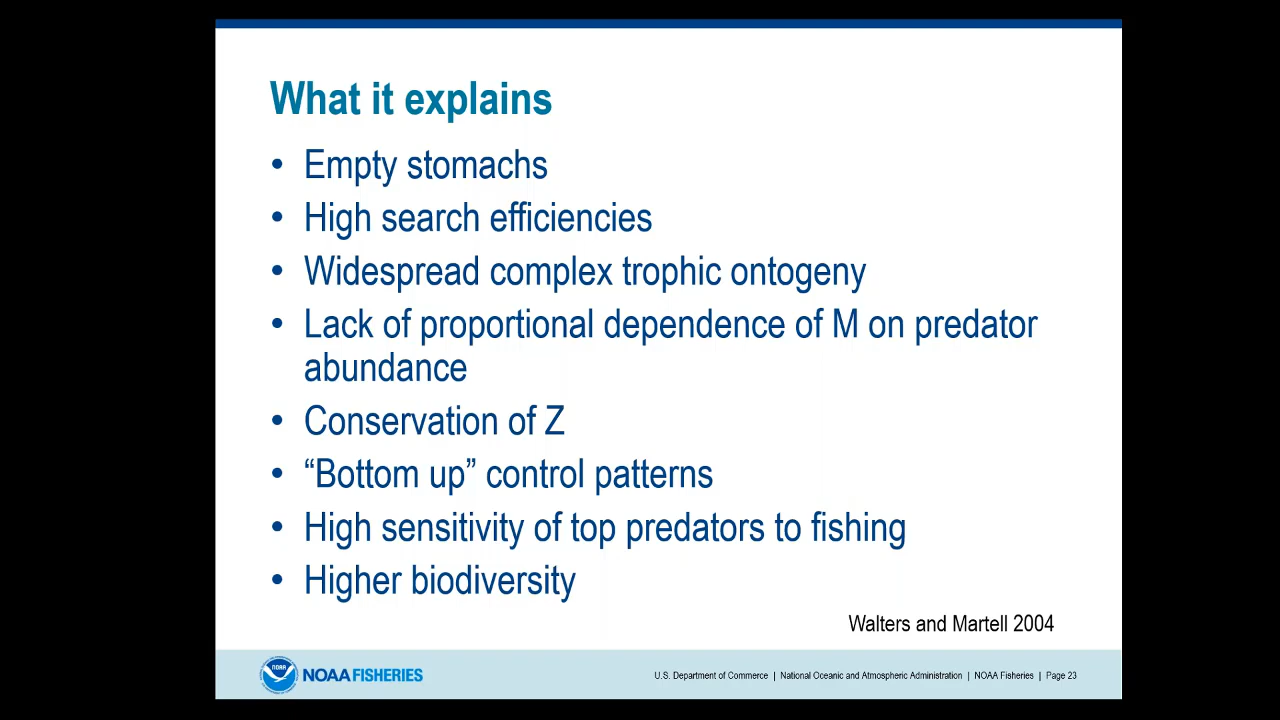 What it explains
• Empty stomachs
• High search efficiencies
• Widespread complex trophic ontogeny
• Lack of proportional dependence of M on predator
abundance
• Conservation of Z
• “Bottom up” control patterns
• High sensitivity of top predators to fishing
• Higher biodiversity
Walters and Martell 2004
NOAA
NOAA FISHERIES
U.S. Department of Commerce | National Oceanic and Atmospheric Administration | NOAA Fisheries | Page 23